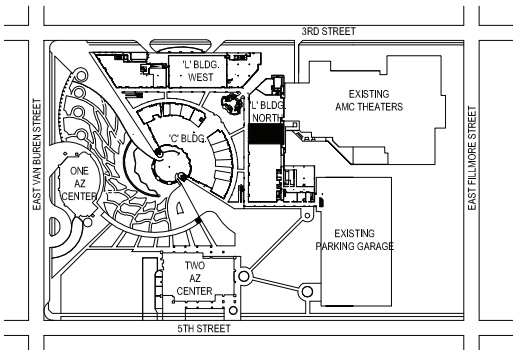 3RD STREET
'L' BLDG.
WEST
EXISTING
AMC THEATERS
'L' BLDG.
NORTH
'C' BLDG.
EAST VAN BUREN STREET
EAST FILLMORE STREET
ONE
AZ
CENTER
EXISTING
PARKING GARAGE
TWO
AZ
CENTER
5TH STREET